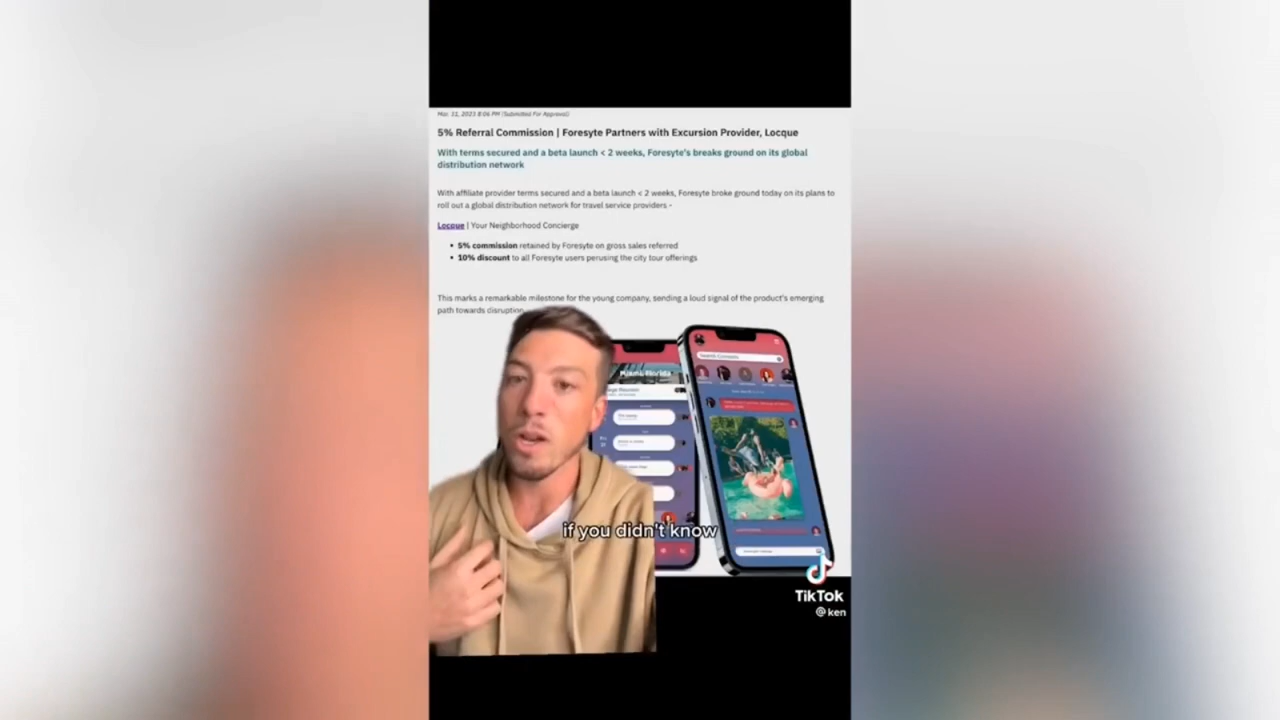 Mar. 11, 2023 8:06 PM (Submitted For Approval)
5% Referral Commission | Foresyte Partners with Excursion Provider, Locque
With terms secured and a beta launch < 2 weeks, Foresyte's breaks ground on its global
distribution network
With affiliate provider terms secured and a beta launch < 2 weeks, Foresyte broke ground today on its plans to
roll out a global distribution network for travel service providers -
Locque | Your Neighborhood Concierge
• 5% commission retained by Foresyte on gross sales referred
• 10% discount to all Foresyte users perusing the city tour offerings
This marks a remarkable milestone for the young company, sending a loud signal of the product's emerging
path towards disruption.
Search Contacts
Miami, Florida
Reunion
if you didn't know
TikTok
@ken